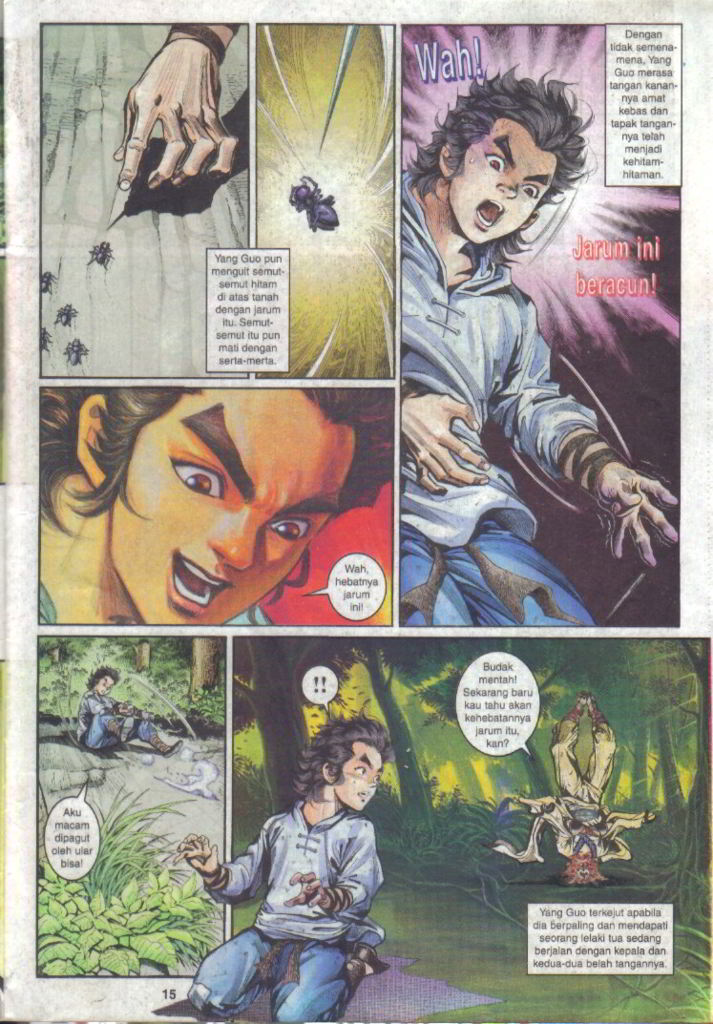 Yang Guo pun
menguit semut-
semut hitam
di atas tanah
dengan jarum
itu. Semut-
semut itu pun
mati dengan
serta-merta.
Wah!
Dengan
tidak semena-
mena, Yang
Guo merasa
tangan kanan-
nya amat
kebas dan
tapak tangan-
nya telah
menjadi
kehitam-
hitaman.
Jarum ini
beracun!
Wah,
hebatnya
jarum
ini!
Aku
macam
dipagut
oleh ular
bisa!
!!
Budak
mentah!
Sekarang baru
kau tahu akan
kehebatannya
jarum itu,
kan?
Yang Guo terkejut apabila
dia berpaling dan mendapati
seorang lelaki tua sedang
berjalan dengan kepala dan
kedua-dua belah tangannya.
15